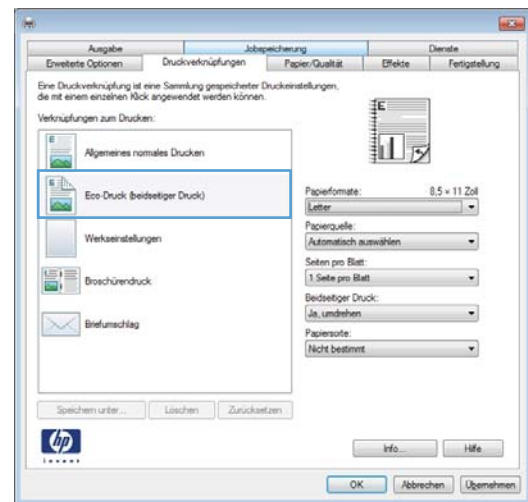 Ausgabe
Jobspeicherung
Dienste
Erweiterte Optionen
Druckverknüpfungen
Papier/Qualität
Effekte
Fertigstellung
Eine Druckverknüpfung ist eine Sammlung gespeicherter Druckeinstellungen,
die mit einem einzelnen Klick angewendet werden können.
Verknüpfungen zum Drucken:
Allgemeines normales Drucken
Eco-Druck (beidseitiger Druck)
Werkseinstellungen
Broschürendruck
Briefumschlag
Papierformate: 8,5 × 11 Zoll
Letter
Papierquelle:
Automatisch auswählen
Seiten pro Blatt:
1 Seite pro Blatt
Beidseitiger Druck:
Ja, umdrehen
Papiersorte:
Nicht bestimmt
Speichern unter...
Löschen
Zurücksetzen
hp
invent
Info...
Hilfe
OK
Abbrechen
Übernehmen